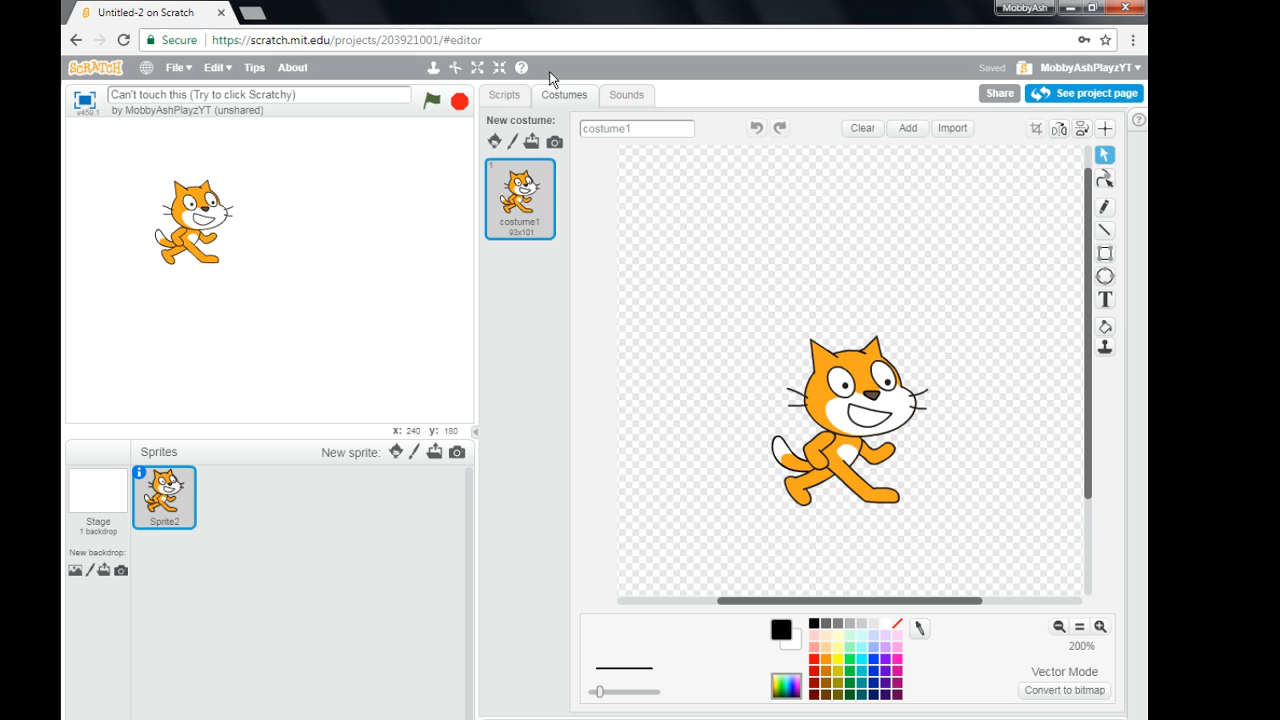 Untitled-2 on Scratch
MobbyAsh
Secure
https://scratch.mit.edu/projects/203921001/#editor
SCRATCH
File
Edit
Tips
About
Saved
MobbyAshPlayzYT
Can't touch this (Try to click Scratchy)
by MobbyAshPlayzYT (unshared)
v459.1
Scripts
Costumes
Sounds
Share
See project page
New costume:
costume1
Clear
Add
Import
1
costume1
93x101
T
x: 240 y: 180
Sprites
New sprite:
Stage
1 backdrop
Sprite2
New backdrop:
200%
Vector Mode
Convert to bitmap